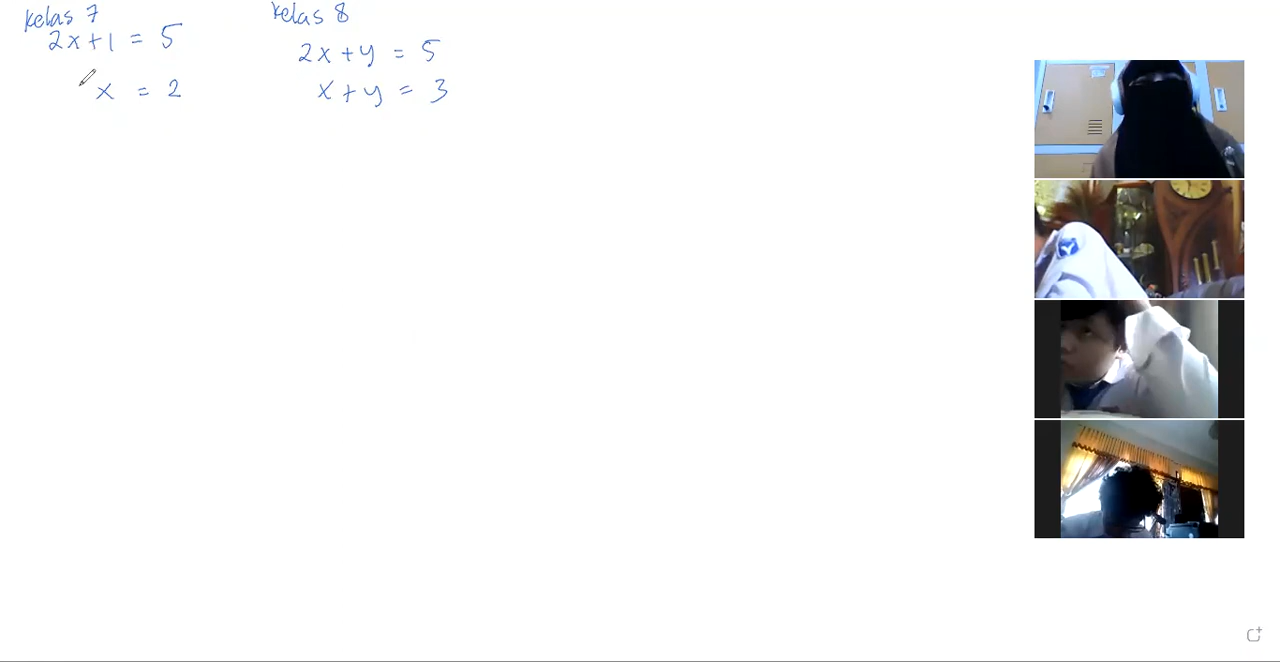 Kelas 7
2x+1 = 5
x = 2
Kelas 8
2x+y = 5
x+y = 3